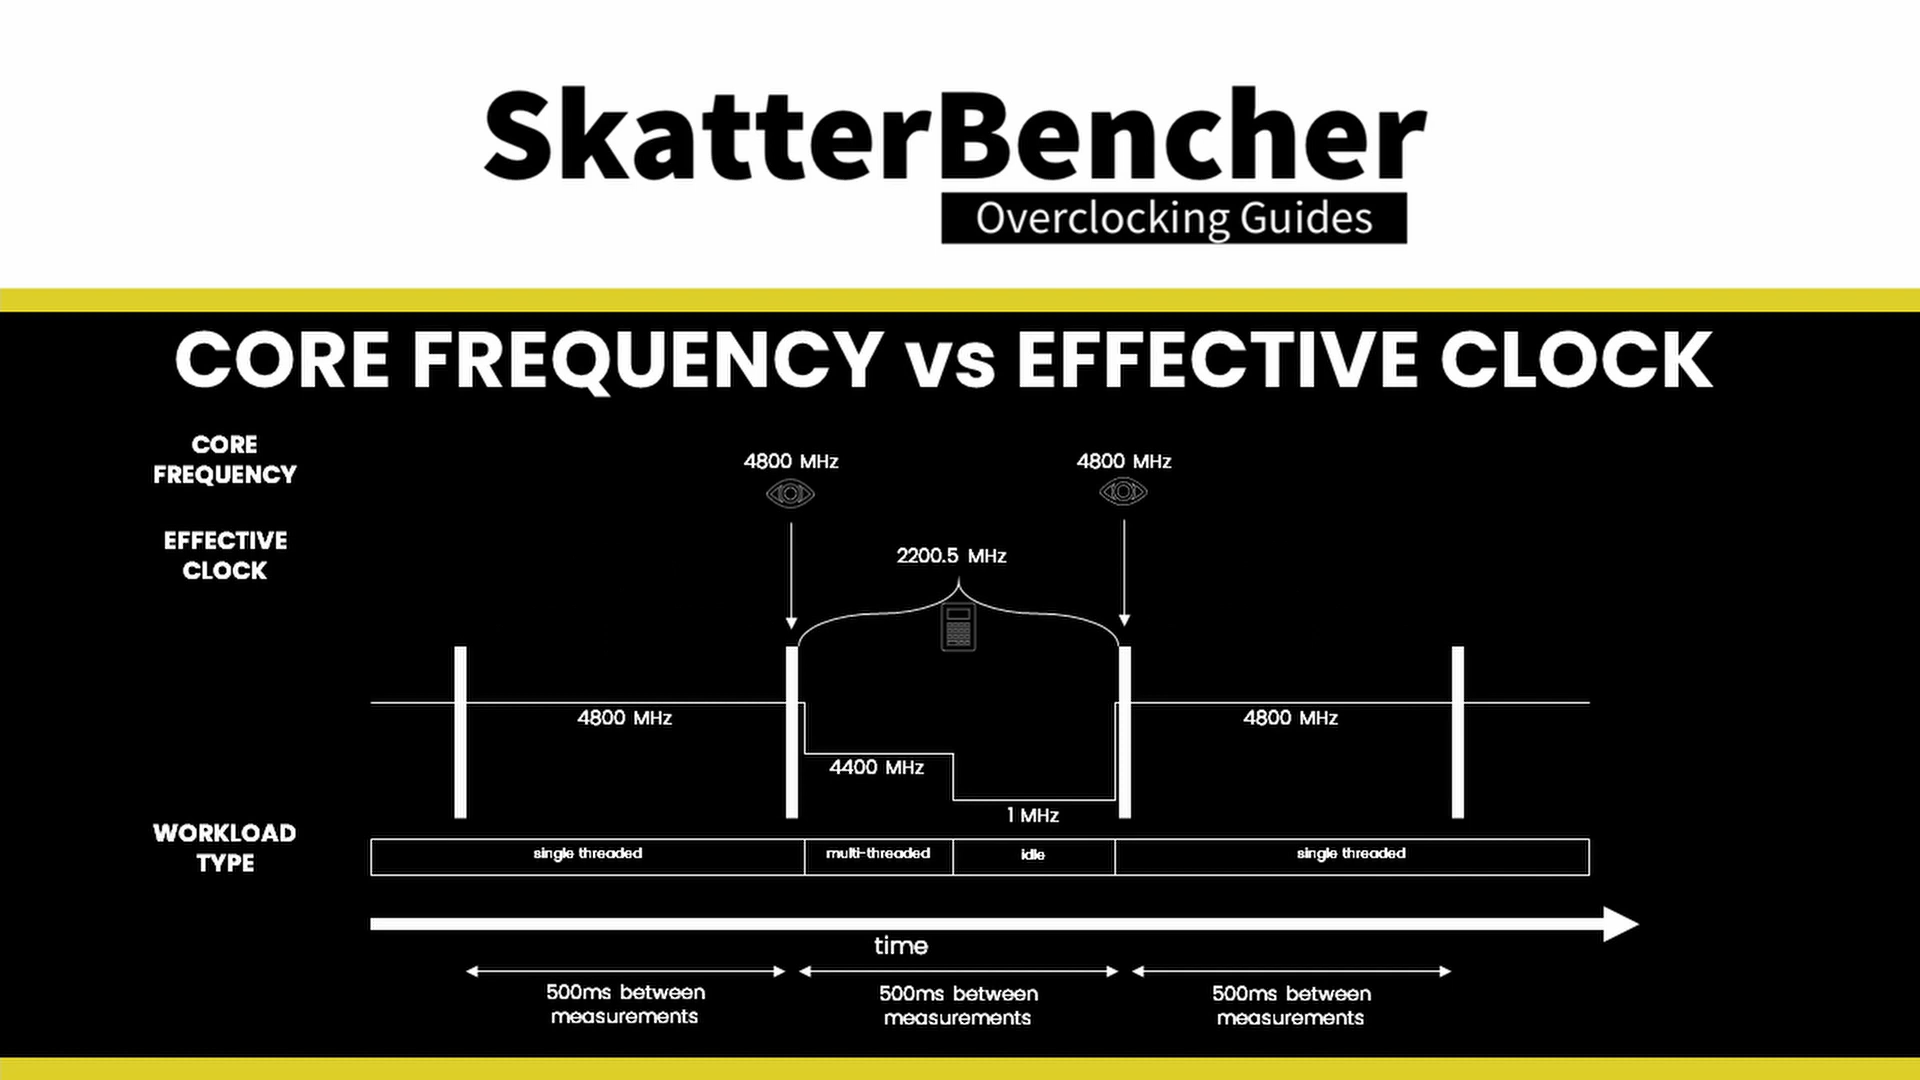 SkatterBencher
Overclocking Guides
CORE FREQUENCY vs EFFECTIVE CLOCK
CORE
FREQUENCY
4800 MHz
4800 MHz
EFFECTIVE
CLOCK
2200.5 MHz
4800 MHz
4800 MHz
4400 MHz
1 MHz
WORKLOAD
TYPE
single threaded
multi-threaded
idle
single threaded
time
500ms between
measurements
500ms between
measurements
500ms between
measurements